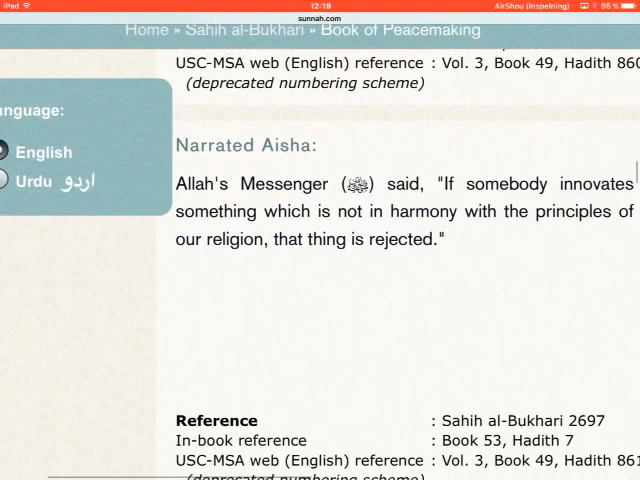 iPad 12:19 AirShou (Inspelning) 95 %
sunnah.com
Home » Sahih al-Bukhari » Book of Peacemaking
USC-MSA web (English) reference : Vol. 3, Book 49, Hadith 860
(deprecated numbering scheme)
anguage:
English
Urdu اردو
Narrated Aisha:
Allah's Messenger (ﷺ) said, "If somebody innovates
something which is not in harmony with the principles of
our religion, that thing is rejected."
Reference : Sahih al-Bukhari 2697
In-book reference : Book 53, Hadith 7
USC-MSA web (English) reference : Vol. 3, Book 49, Hadith 861
(deprecated numbering scheme)